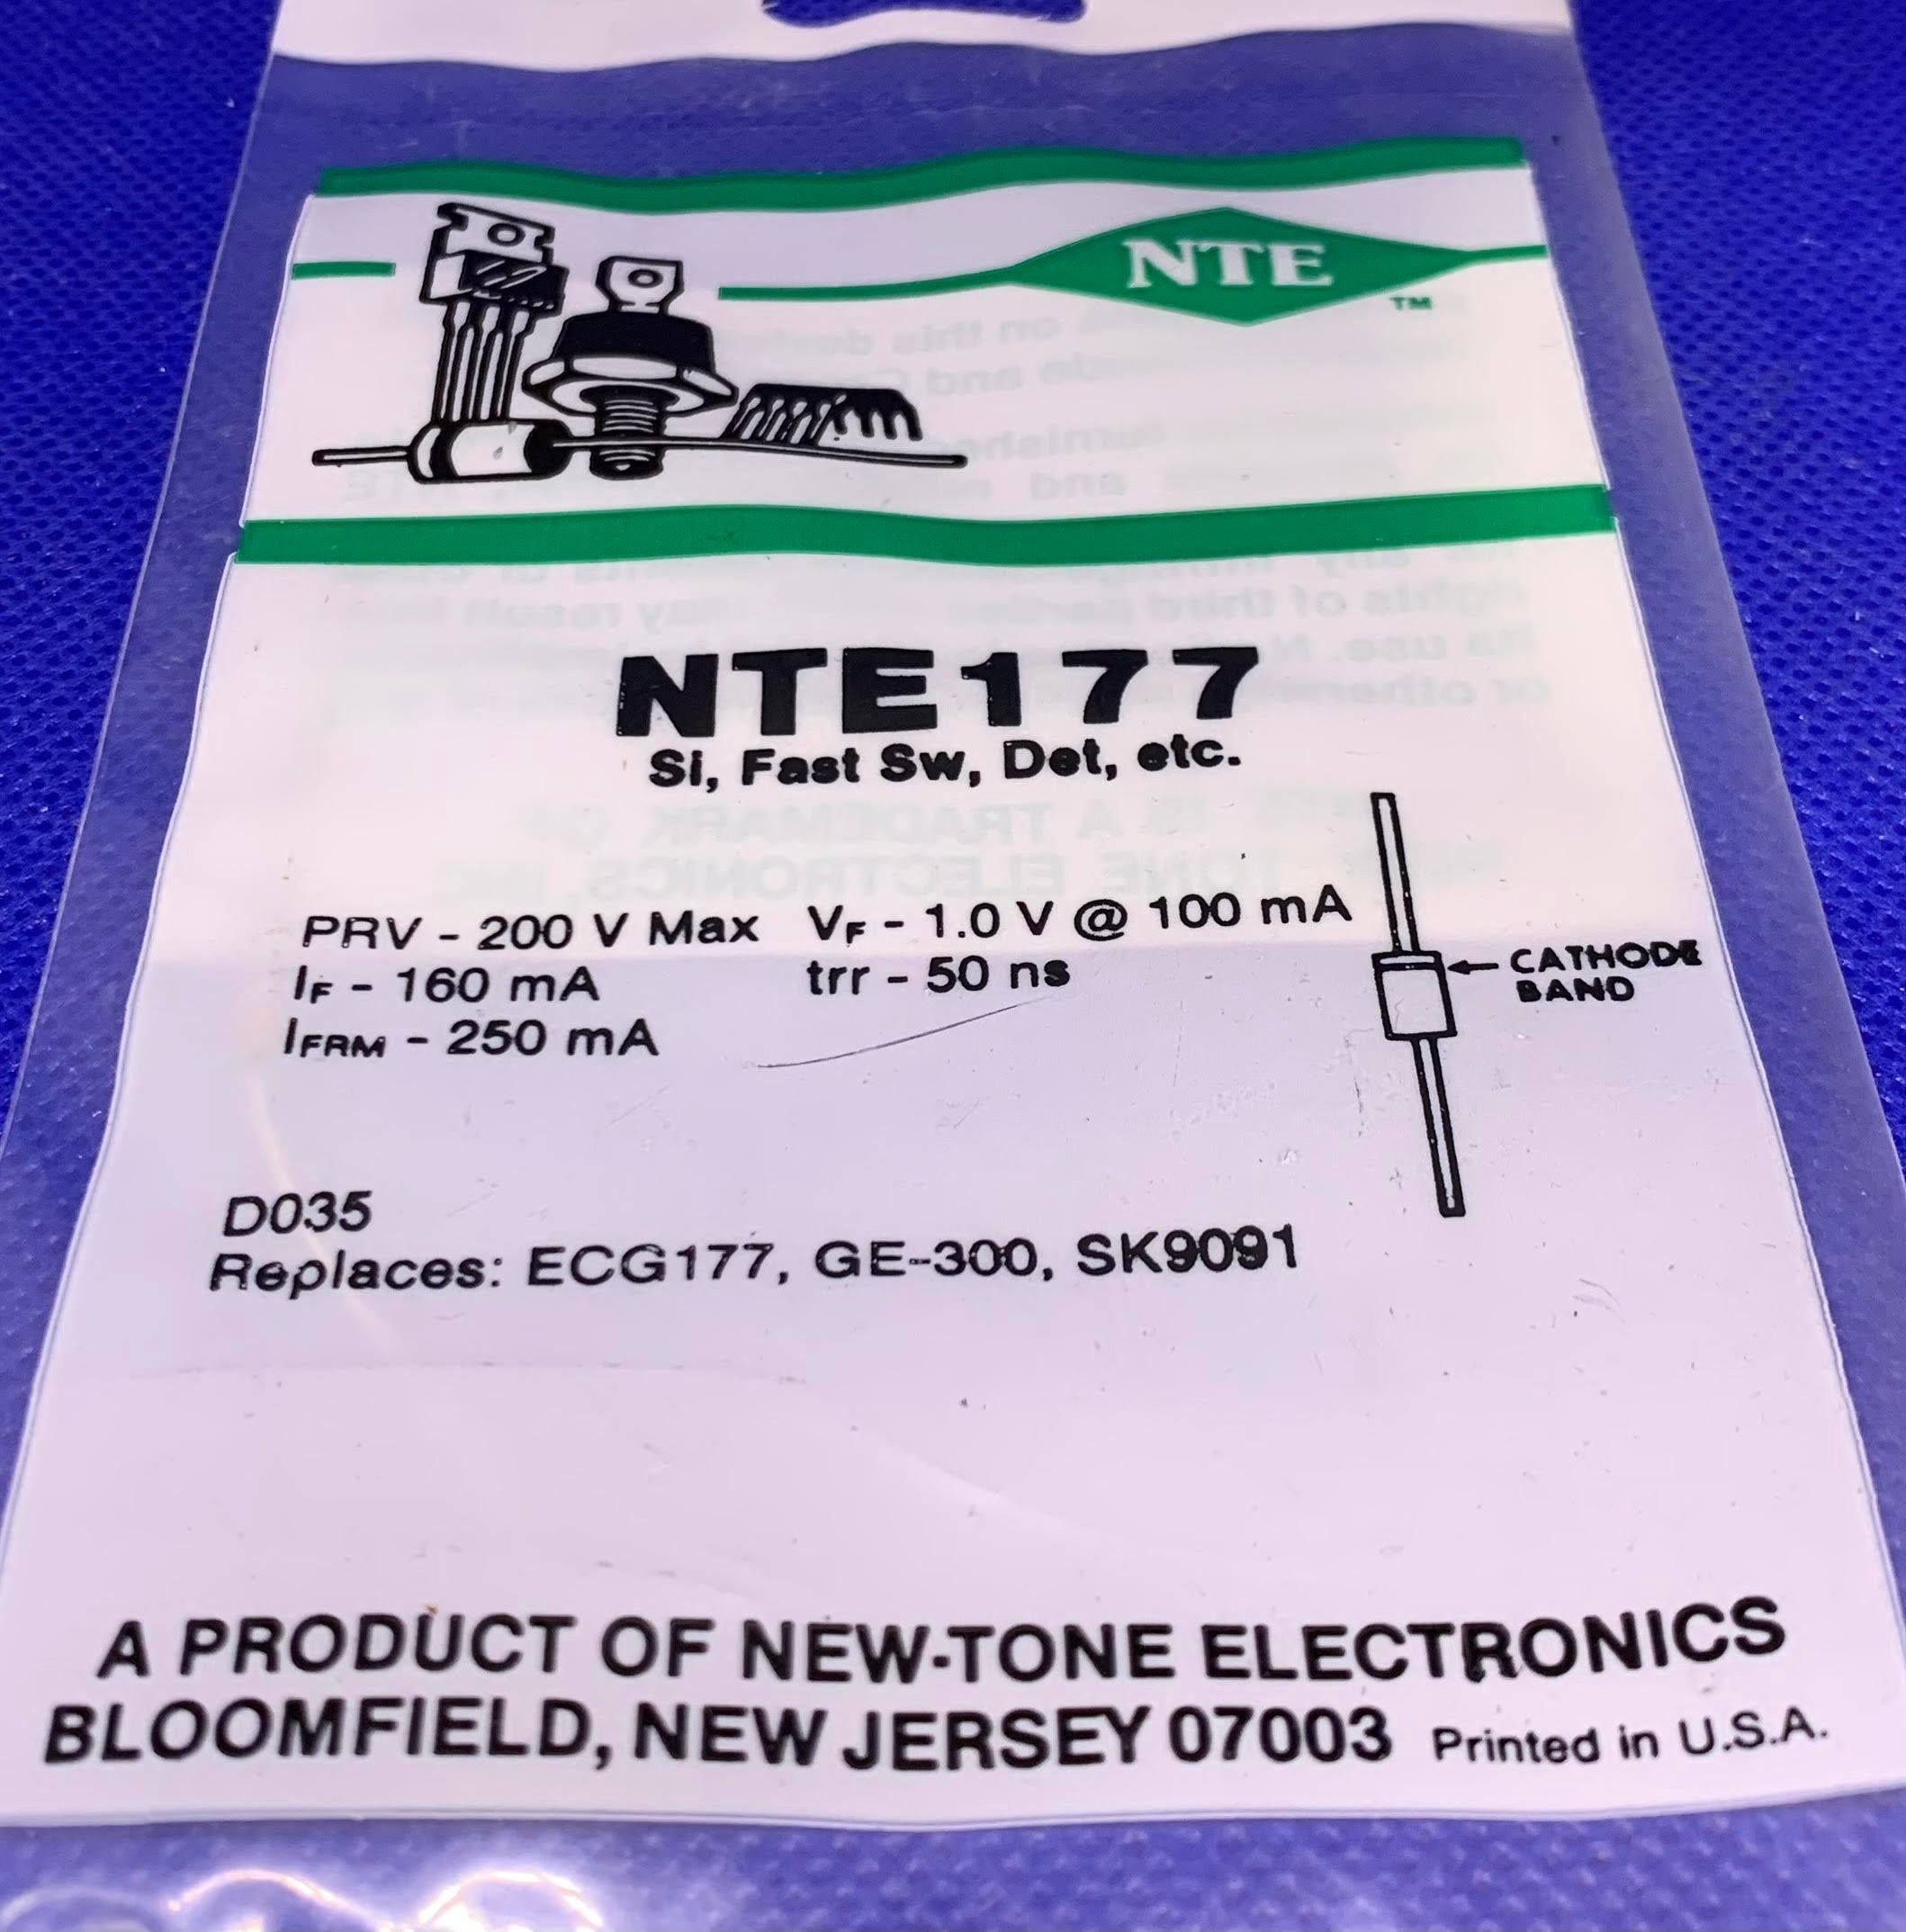 NTE
TM
NTE177
Si, Fast Sw, Det, etc.
PRV - 200 V Max VF - 1.0 V @ 100 mA
IF - 160 mA trr - 50 ns
IFRM - 250 mA
CATHODE
BAND
D035
Replaces: ECG177, GE-300, SK9091
A PRODUCT OF NEW-TONE ELECTRONICS
BLOOMFIELD, NEW JERSEY 07003 Printed in U.S.A.